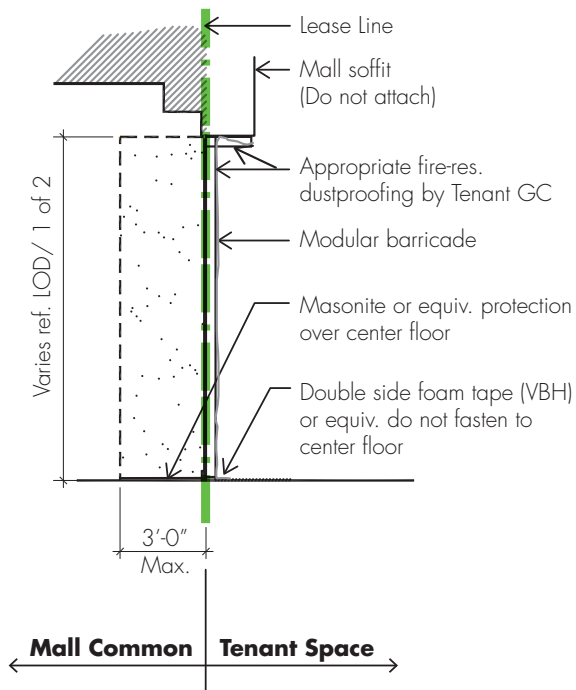 Lease Line
Mall soffit
(Do not attach)
Appropriate fire-res.
dustproofing by Tenant GC
Modular barricade
Masonite or equiv. protection
over center floor
Double side foam tape (VBH)
or equiv. do not fasten to
center floor
Varies ref. LOD/ 1 of 2
3'-0"
Max.
Mall Common
Tenant Space